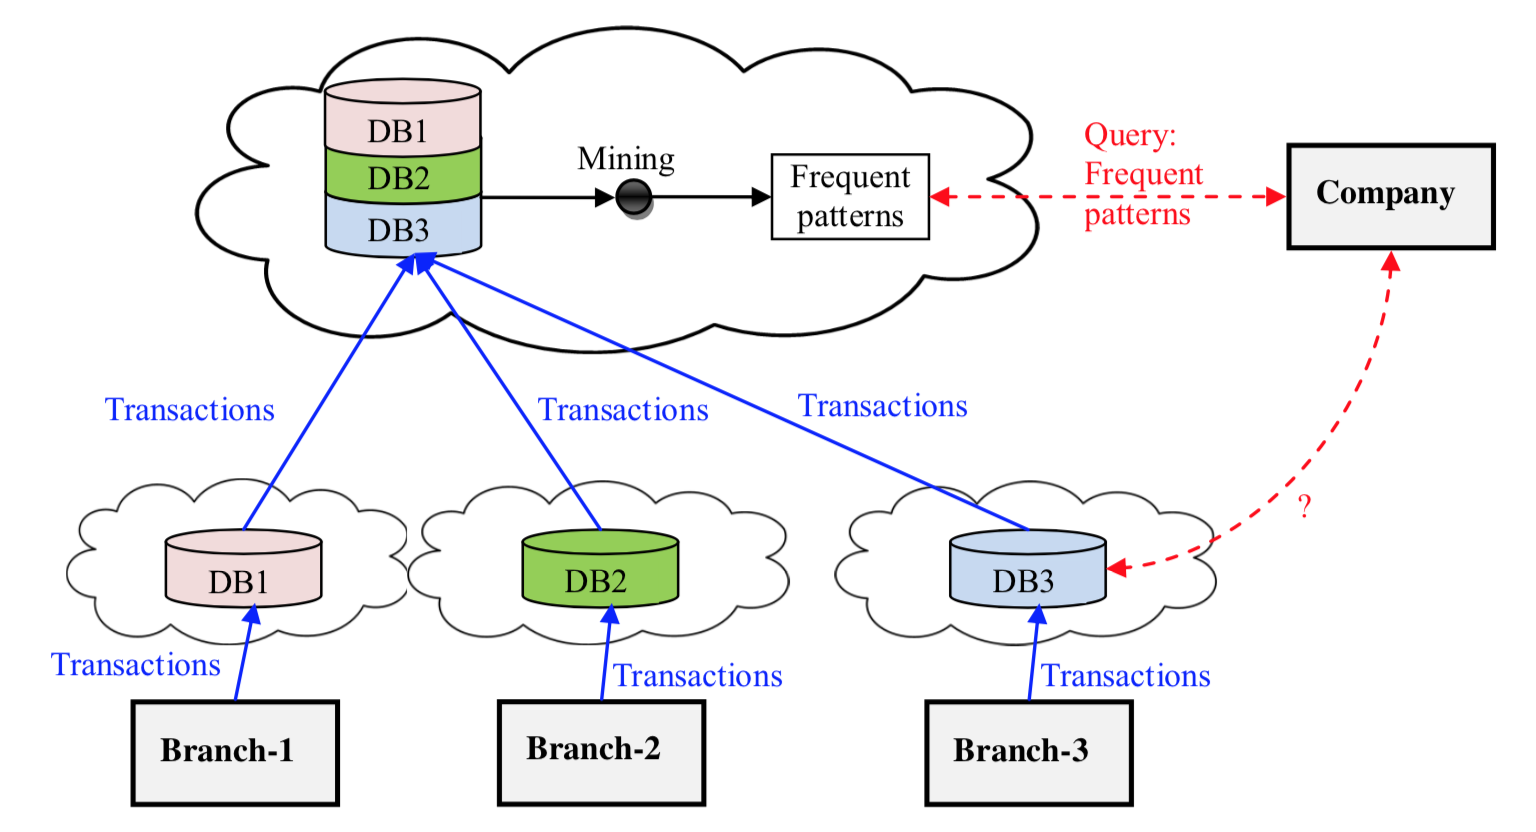 DB1
DB2
DB3
Mining
Frequent
patterns
Query:
Frequent
patterns
Company
Transactions
Transactions
Transactions
?
DB1
DB2
DB3
Transactions
Transactions
Transactions
Branch-1
Branch-2
Branch-3